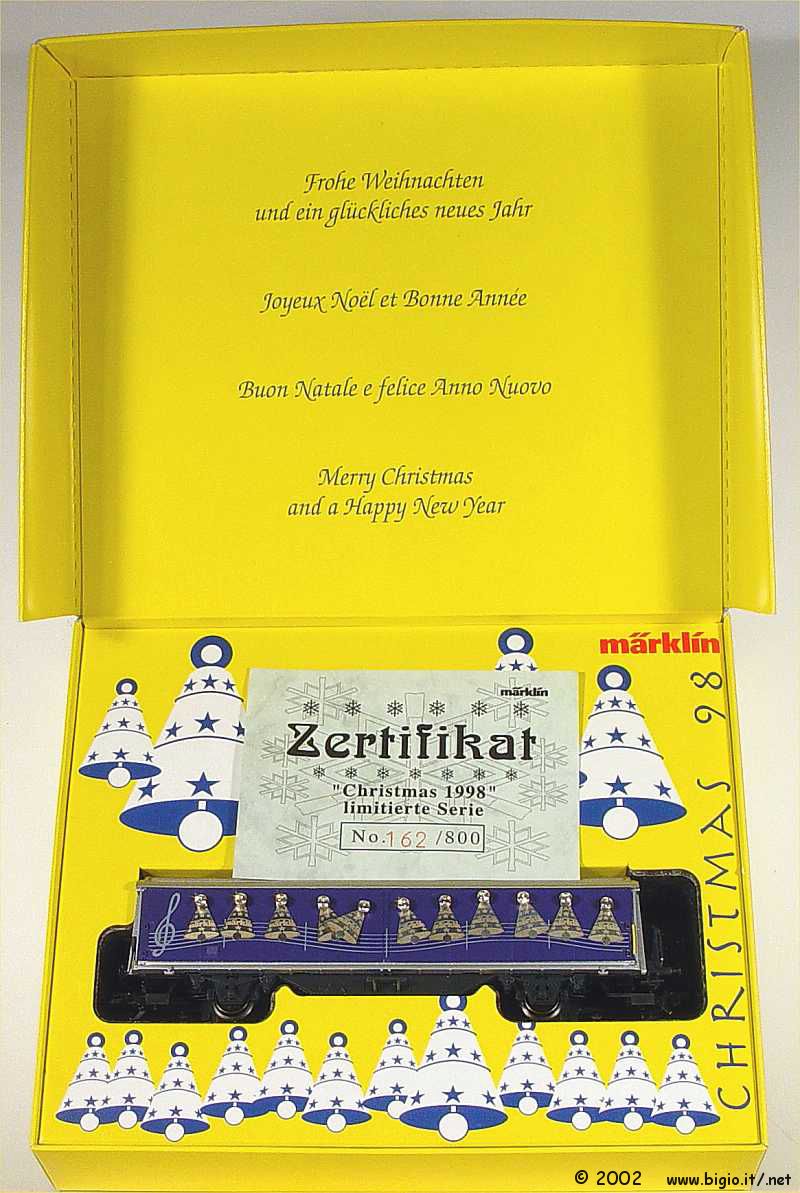 Frohe Weihnachten
und ein glückliches neues Jahr
Joyeux Noël et Bonne Année
Buon Natale e felice Anno Nuovo
Merry Christmas
and a Happy New Year
märklin
CHRISTMAS 98
märklin
Zertifikat
"Christmas 1998"
limitierte Serie
No.162/800
© 2002 www.bigio.it/.net